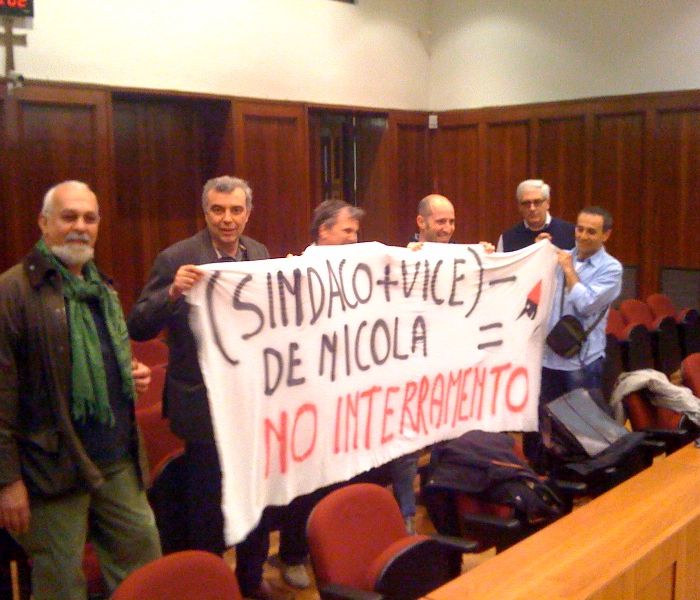 (SINDACO+VICE) –
DE NICOLA =
NO INTERRAMENTO